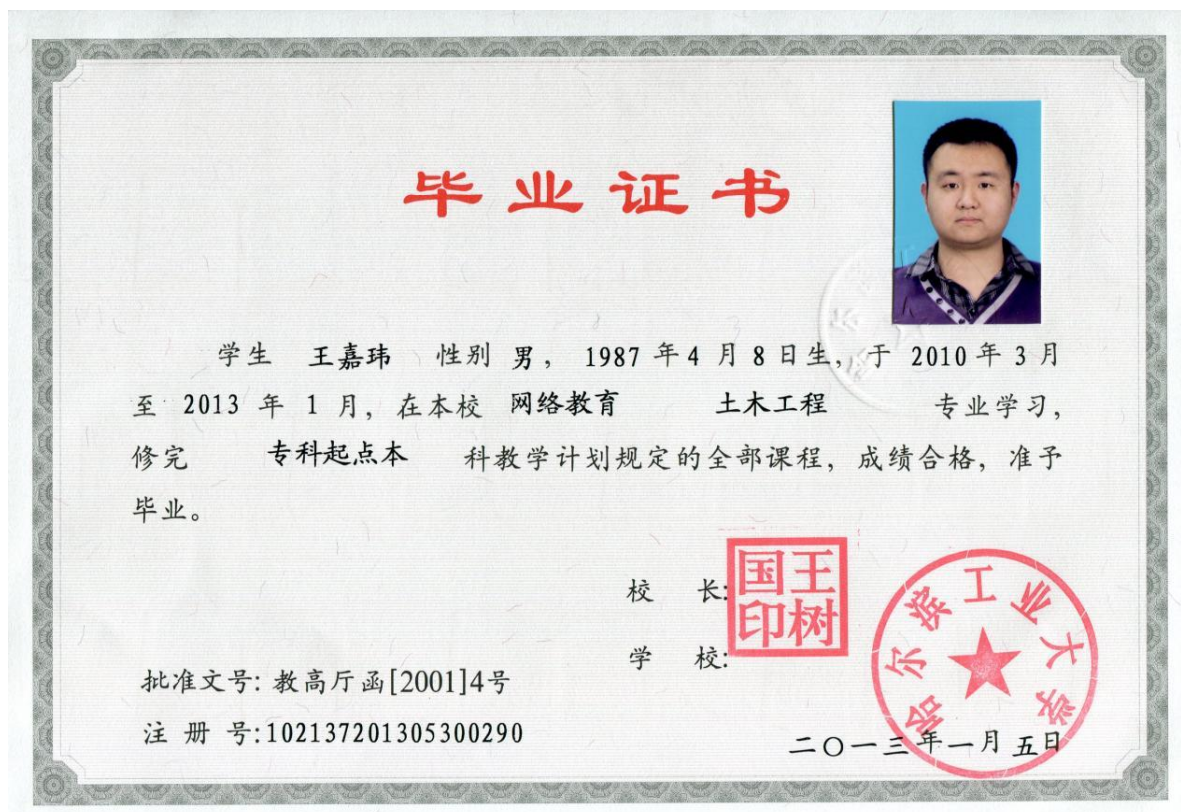 毕业证书
学生 王嘉玮 性别 男, 1987 年 4 月 8 日生, 于 2010 年 3 月
至 2013 年 1 月, 在本校 网络教育 土木工程 专业学习,
修完 专科起点本 科教学计划规定的全部课程, 成绩合格, 准予
毕业。
校 长: 王树国印
学 校: 哈尔滨工业大学
批准文号: 教高厅函[2001]4号
注 册 号:102137201305300290
二〇一三年一月五日